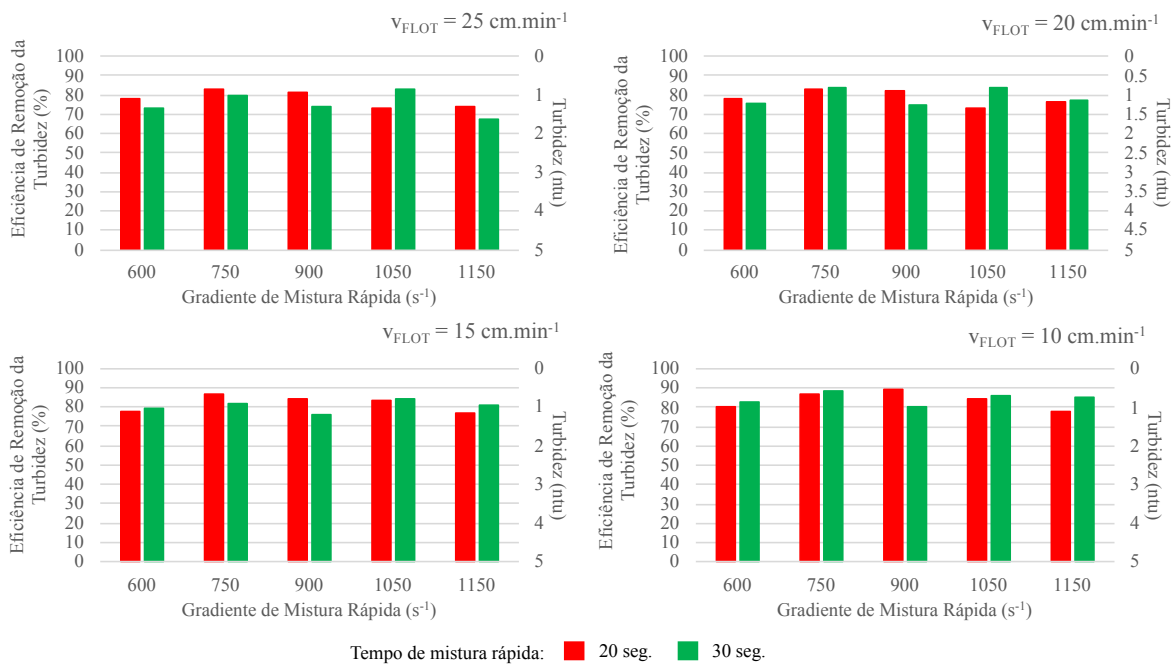 v_FLOT = 25 cm.min⁻¹
Eficiência de Remoção da
Turbidez (%)
100
90
80
70
60
50
40
30
20
10
0
0
1
2
3
4
5
Turbidez (ntu)
600 750 900 1050 1150
Gradiente de Mistura Rápida (s⁻¹)
v_FLOT = 20 cm.min⁻¹
Eficiência de Remoção da
Turbidez (%)
100
90
80
70
60
50
40
30
20
10
0
0
0.5
1
1.5
2
2.5
3
3.5
4
4.5
5
Turbidez (ntu)
600 750 900 1050 1150
Gradiente de Mistura Rápida (s⁻¹)
v_FLOT = 15 cm.min⁻¹
Eficiência de Remoção da
Turbidez (%)
100
90
80
70
60
50
40
30
20
10
0
0
1
2
3
4
5
Turbidez (ntu)
600 750 900 1050 1150
Gradiente de Mistura Rápida (s⁻¹)
v_FLOT = 10 cm.min⁻¹
Eficiência de Remoção da
Turbidez (%)
100
90
80
70
60
50
40
30
20
10
0
0
1
2
3
4
5
Turbidez (ntu)
600 750 900 1050 1150
Gradiente de Mistura Rápida (s⁻¹)
Tempo de mistura rápida: 20 seg. 30 seg.